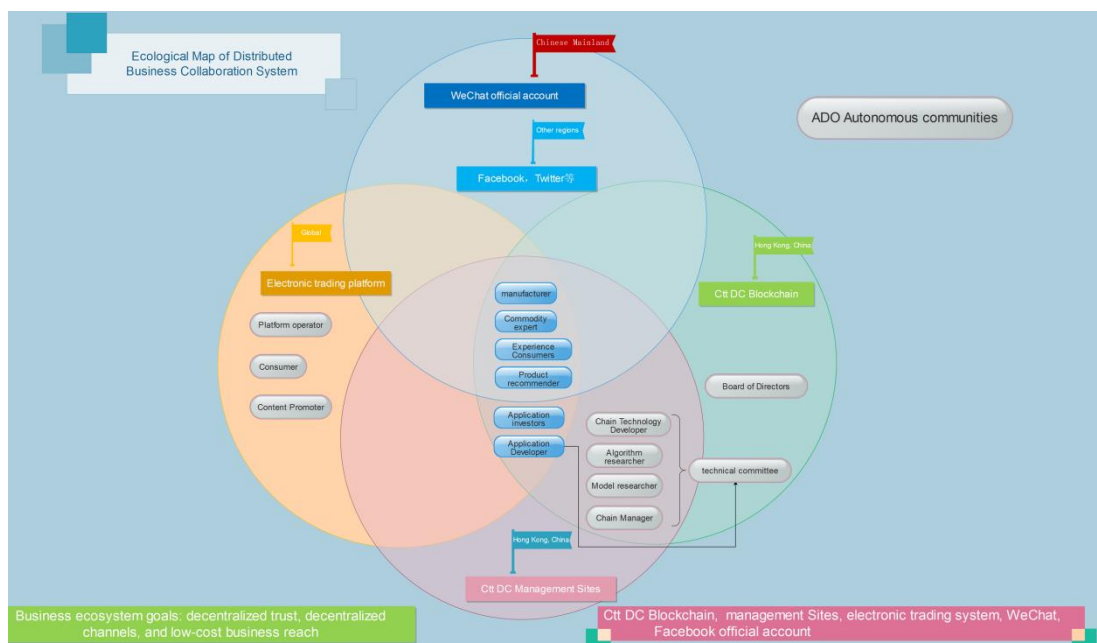 Ecological Map of Distributed
Business Collaboration System
Chinese Mainland
WeChat official account
ADO Autonomous communities
Other regions
Facebook，Twitter等
Global
Electronic trading platform
Hong Kong, China
Ctt DC Blockchain
manufacturer
Commodity
expert
Experience
Consumers
Product
recommender
Application
investors
Application
Developer
Platform operator
Consumer
Content Promoter
Board of Directors
Chain Technology
Developer
Algorithm
researcher
Model researcher
Chain Manager
technical committee
Hong Kong, China
Ctt DC Management Sites
Business ecosystem goals: decentralized trust, decentralized
channels, and low-cost business reach
Ctt DC Blockchain, management Sites, electronic trading system, WeChat,
Facebook official account